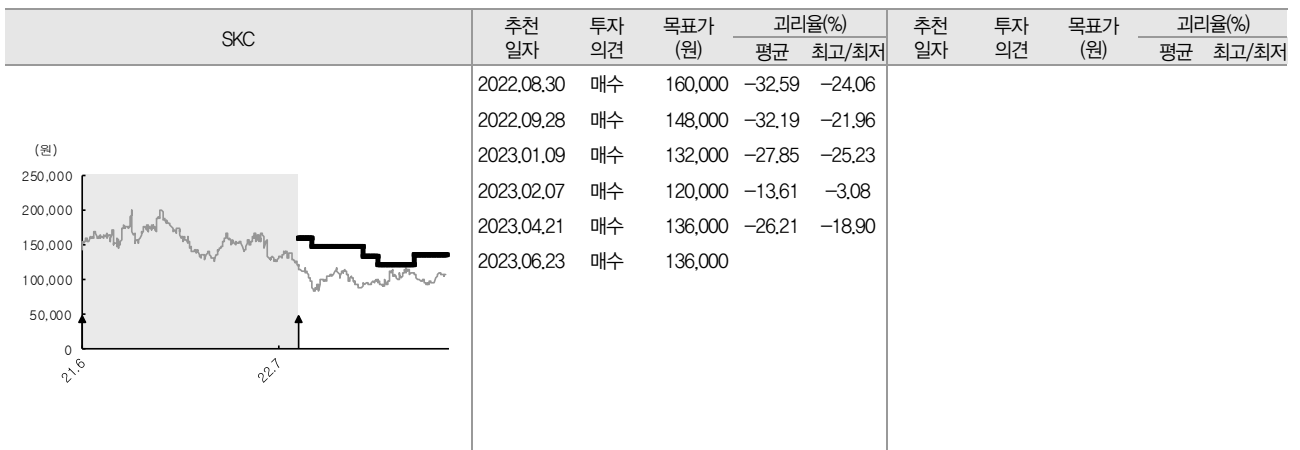 SKC
추천 투자 목표가 괴리율(%) 추천 투자 목표가 괴리율(%)
일자 의견 (원) 평균 최고/최저 일자 의견 (원) 평균 최고/최저
2022.08.30 매수 160,000 -32.59 -24.06
2022.09.28 매수 148,000 -32.19 -21.96
2023.01.09 매수 132,000 -27.85 -25.23
2023.02.07 매수 120,000 -13.61 -3.08
2023.04.21 매수 136,000 -26.21 -18.90
2023.06.23 매수 136,000
(원)
250,000
200,000
150,000
100,000
50,000
0
21.6 22.7